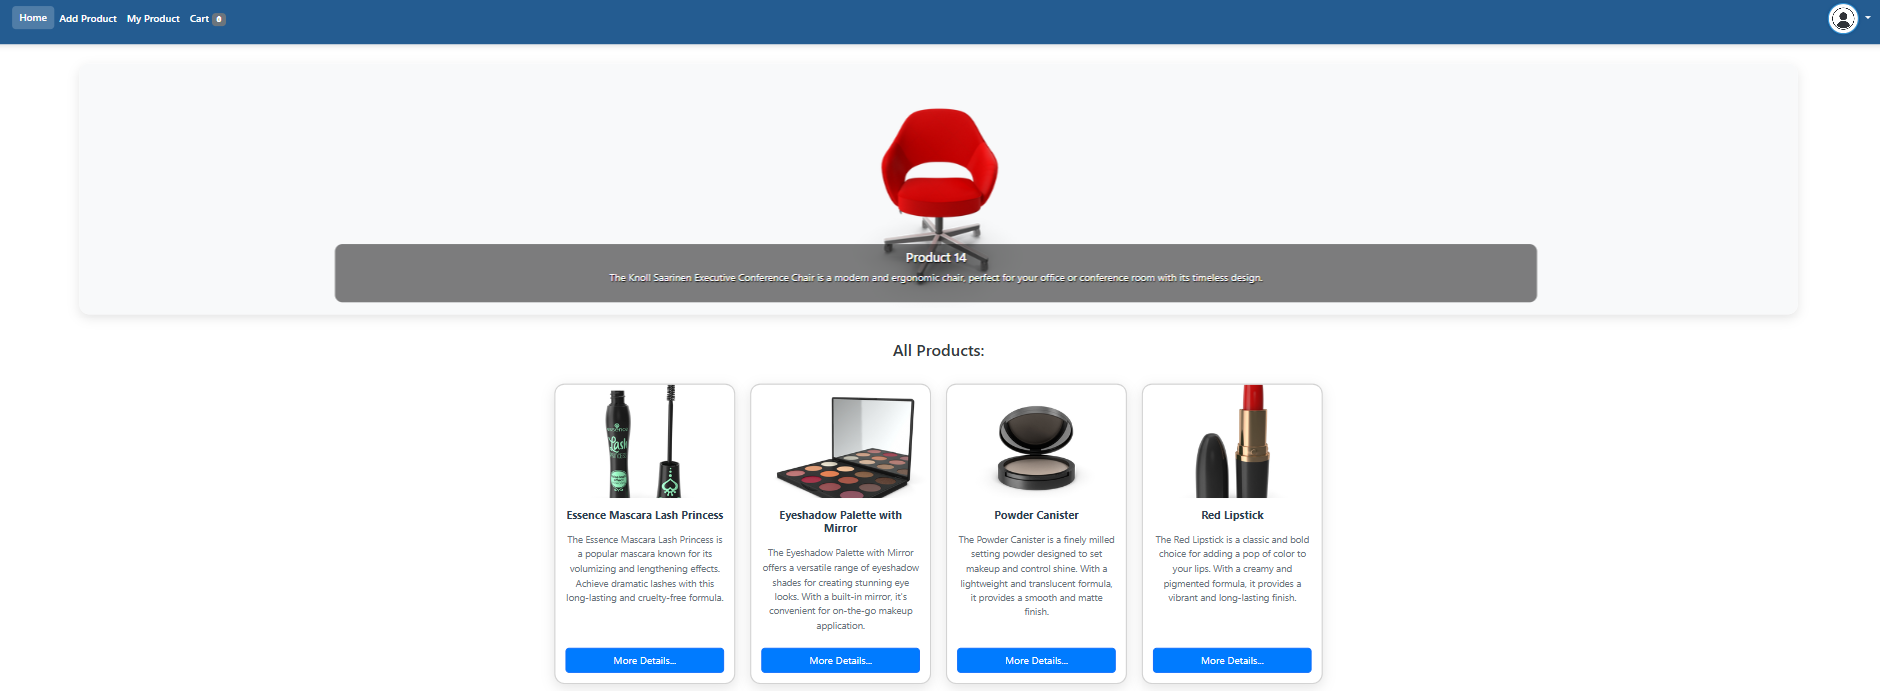 Home Add Product My Product Cart 0
Product 14
The Knoll Saarinen Executive Conference Chair is a modern and ergonomic chair, perfect for your office or conference room with its timeless design.
All Products:
essence
Lash
PRINCESS
Essence Mascara Lash Princess
The Essence Mascara Lash Princess is
a popular mascara known for its
volumizing and lengthening effects.
Achieve dramatic lashes with this
long-lasting and cruelty-free formula.
More Details...
Eyeshadow Palette with
Mirror
The Eyeshadow Palette with Mirror
offers a versatile range of eyeshadow
shades for creating stunning eye
looks. With a built-in mirror, it's
convenient for on-the-go makeup
application.
More Details...
Powder Canister
The Powder Canister is a finely milled
setting powder designed to set
makeup and control shine. With a
lightweight and translucent formula,
it provides a smooth and matte
finish.
More Details...
Red Lipstick
The Red Lipstick is a classic and bold
choice for adding a pop of color to
your lips. With a creamy and
pigmented formula, it provides a
vibrant and long-lasting finish.
More Details...